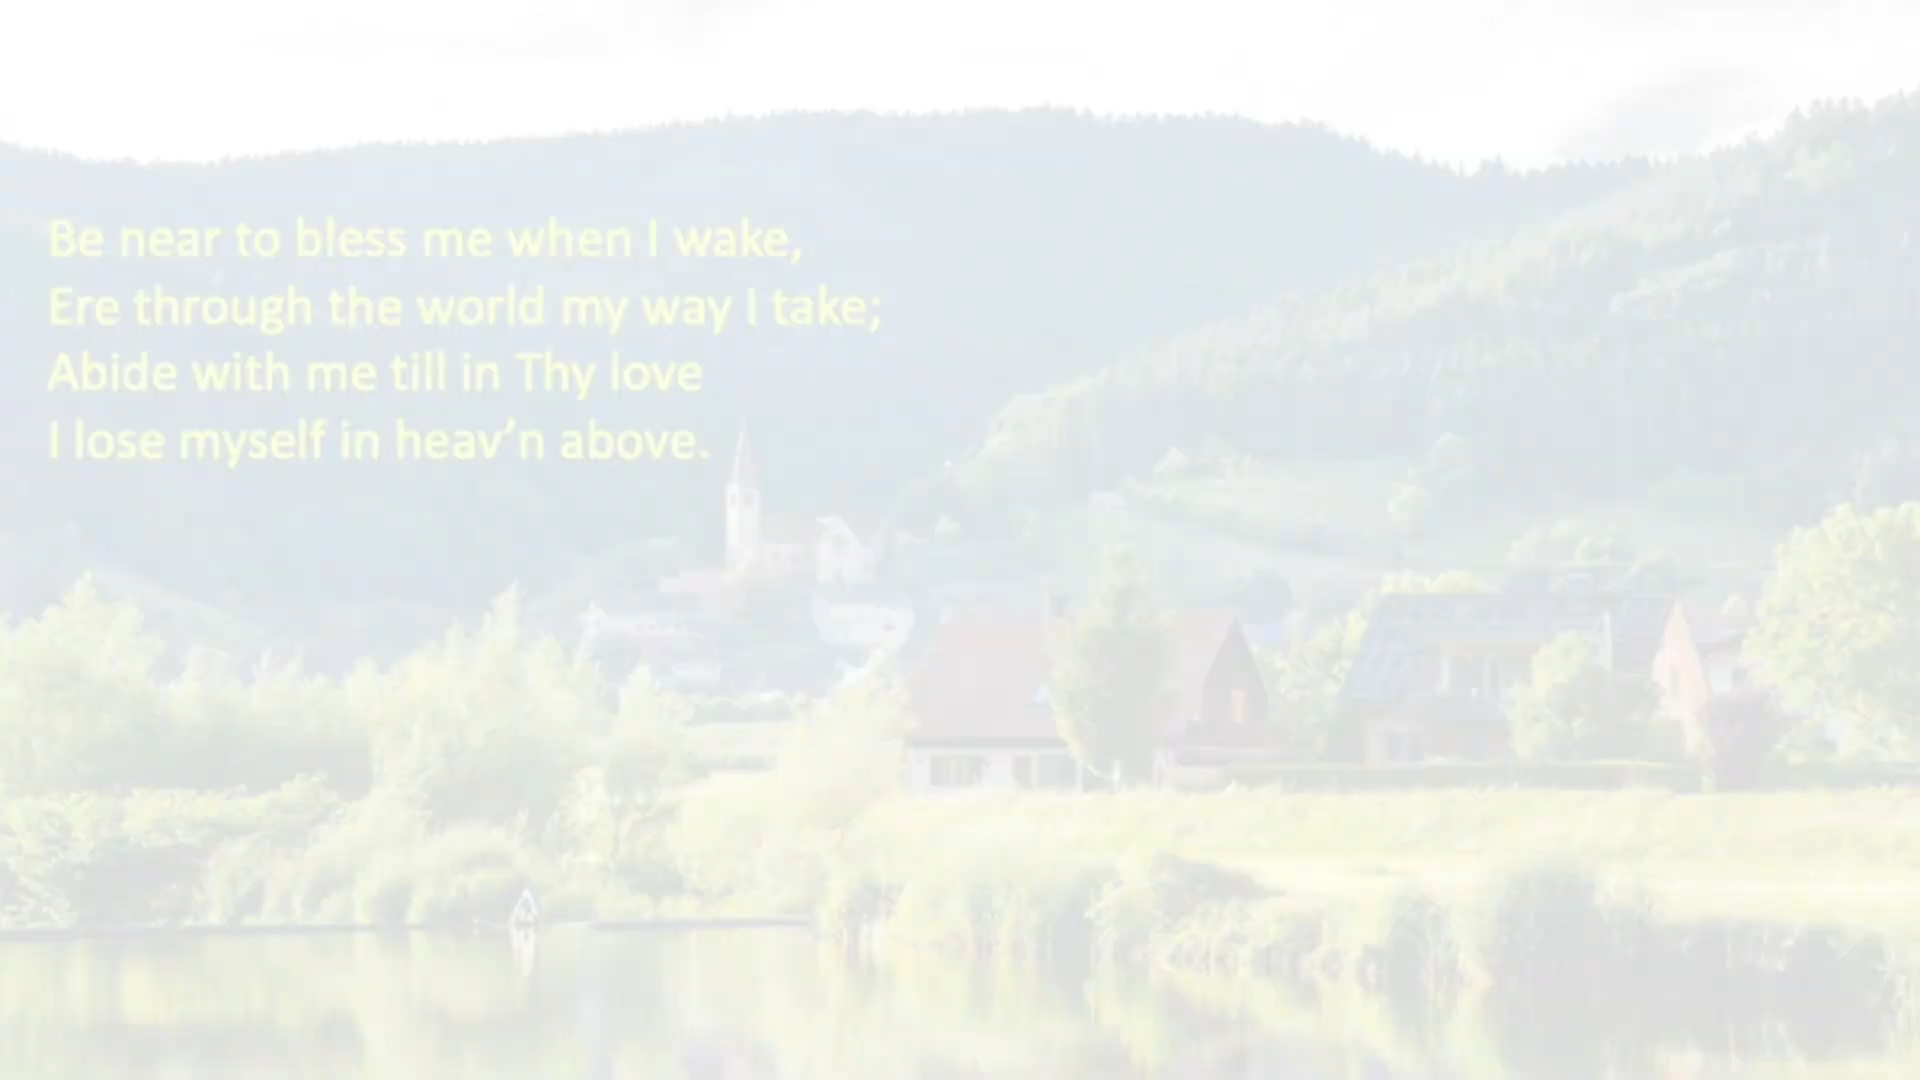 Be near to bless me when I wake,
Ere through the world my way I take;
Abide with me till in Thy love
I lose myself in heav’n above.